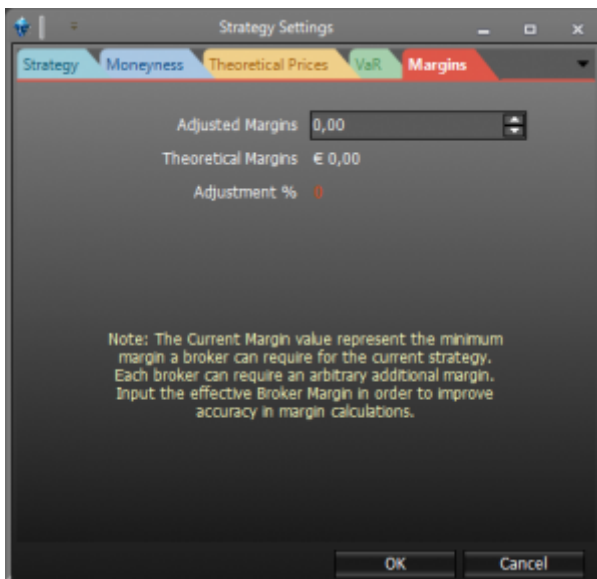 Strategy Settings
Strategy Moneyness Theoretical Prices VaR Margins
Adjusted Margins 0,00
Theoretical Margins € 0,00
Adjustment % 0
Note: The Current Margin value represent the minimum
margin a broker can require for the current strategy.
Each broker can require an arbitrary additional margin.
Input the effective Broker Margin in order to improve
accuracy in margin calculations.
OK Cancel